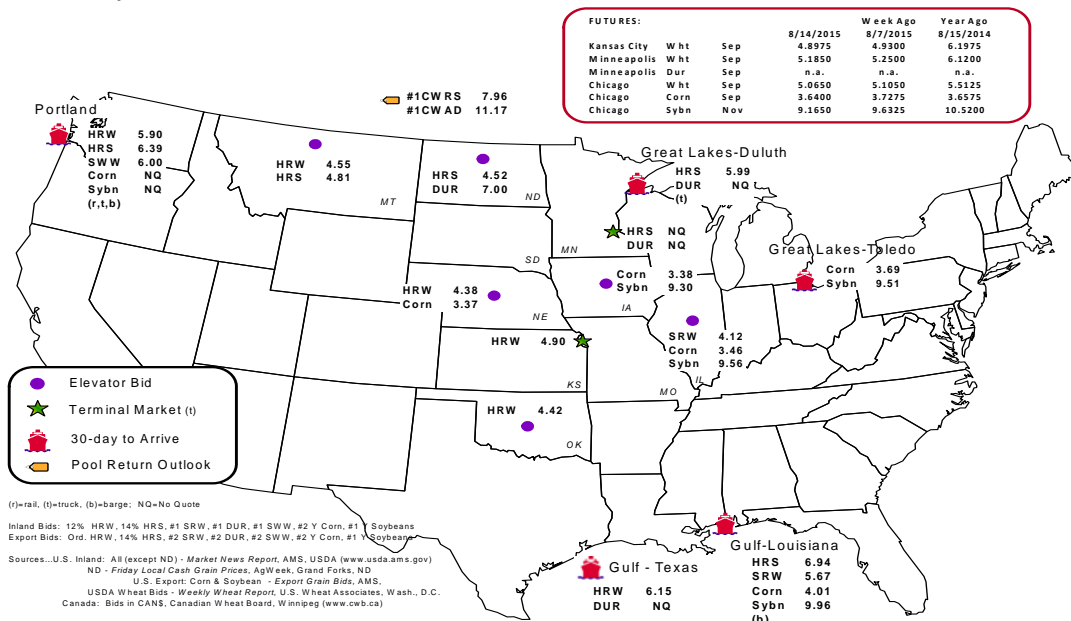 FUTURES:
Week Ago Year Ago
8/14/2015 8/7/2015 8/15/2014
Kansas City Wht Sep 4.8975 4.9300 6.1975
Minneapolis Wht Sep 5.1850 5.2500 6.1200
Minneapolis Dur Sep n.a. n.a. n.a.
Chicago Wht Sep 5.0650 5.1050 5.5125
Chicago Corn Sep 3.6400 3.7275 3.6575
Chicago Sybn Nov 9.1650 9.6325 10.5200
#1CWRS 7.96
#1CWAD 11.17
Portland
HRW 5.90
HRS 6.39
SWW 6.00
Corn NQ
Sybn NQ
(r,t,b)
HRW 4.55
HRS 4.81
MT
HRS 4.52
DUR 7.00
ND
Great Lakes-Duluth
HRS 5.99
DUR NQ
(t)
HRS NQ
DUR NQ
MN
SD
Great Lakes-Toledo
Corn 3.69
Sybn 9.51
Corn 3.38
Sybn 9.30
IA
HRW 4.38
Corn 3.37
NE
HRW 4.90
KS
SRW 4.12
Corn 3.46
Sybn 9.56
IL
MO
HRW 4.42
OK
Elevator Bid
Terminal Market (t)
30-day to Arrive
Pool Return Outlook
(r)=rail, (t)=truck, (b)=barge; NQ=No Quote
Inland Bids: 12% HRW, 14% HRS, #1 SRW, #1 DUR, #1 SWW, #2 Y Corn, #1 Y Soybeans
Export Bids: Ord. HRW, 14% HRS, #2 SRW, #2 DUR, #2 SWW, #2 Y Corn, #1 Y Soybeans
Sources...U.S. Inland: All (except ND) - Market News Report, AMS, USDA (www.usda.ams.gov)
ND - Friday Local Cash Grain Prices, AgWeek, Grand Forks, ND
U.S. Export: Corn & Soybean - Export Grain Bids, AMS,
USDA Wheat Bids - Weekly Wheat Report, U.S. Wheat Associates, Wash., D.C.
Canada: Bids in CAN$, Canadian Wheat Board, Winnipeg (www.cwb.ca)
Gulf - Texas
HRW 6.15
DUR NQ
Gulf-Louisiana
HRS 6.94
SRW 5.67
Corn 4.01
Sybn 9.96
(b)